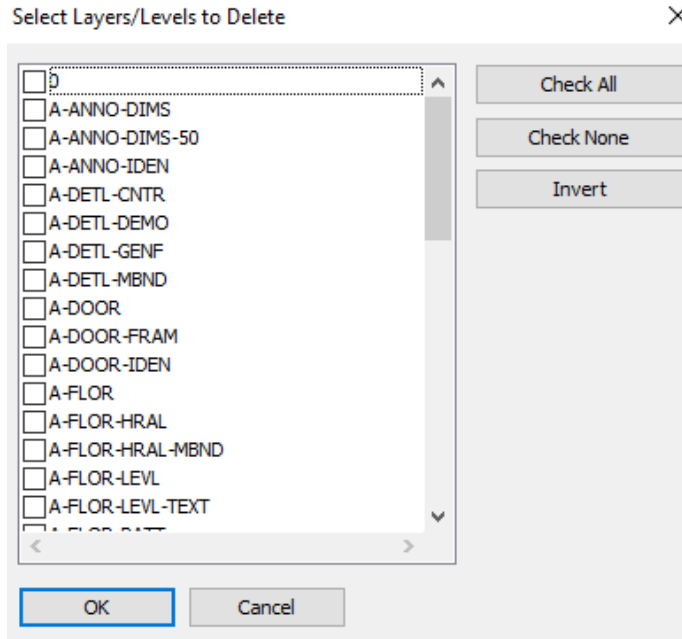 Select Layers/Levels to Delete
0
A-ANNO-DIMS
A-ANNO-DIMS-50
A-ANNO-IDEN
A-DETL-CNTR
A-DETL-DEMO
A-DETL-GENF
A-DETL-MBND
A-DOOR
A-DOOR-FRAM
A-DOOR-IDEN
A-FLOR
A-FLOR-HRAL
A-FLOR-HRAL-MBND
A-FLOR-LEVL
A-FLOR-LEVL-TEXT
Check All
Check None
Invert
OK
Cancel